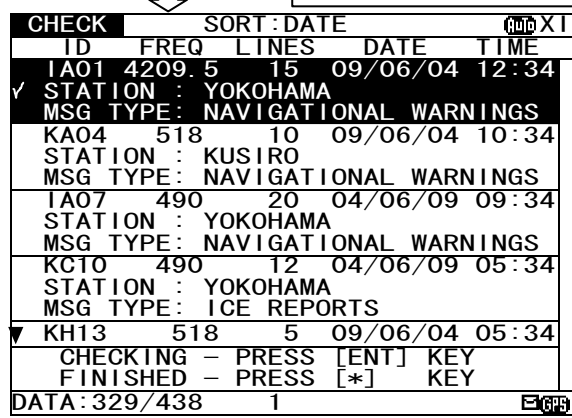 CHECK SORT:DATE AUTO XI
ID FREQ LINES DATE TIME
IA01 4209.5 15 09/06/04 12:34
✓ STATION : YOKOHAMA
MSG TYPE: NAVIGATIONAL WARNINGS
KA04 518 10 09/06/04 10:34
STATION : KUSIRO
MSG TYPE: NAVIGATIONAL WARNINGS
IA07 490 20 04/06/09 09:34
STATION : YOKOHAMA
MSG TYPE: NAVIGATIONAL WARNINGS
KC10 490 12 04/06/09 05:34
STATION : YOKOHAMA
MSG TYPE: ICE REPORTS
▼ KH13 518 5 09/06/04 05:34
CHECKING – PRESS [ENT] KEY
FINISHED – PRESS [*] KEY
DATA:329/438 1 GPS